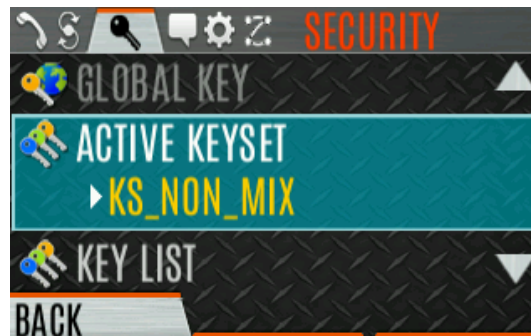 SECURITY
GLOBAL KEY
ACTIVE KEYSET
KS_NON_MIX
KEY LIST
BACK